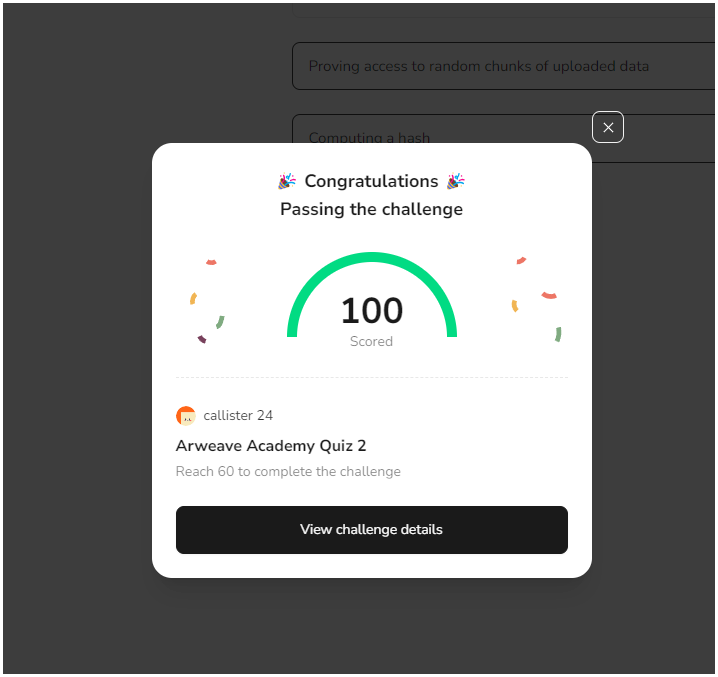 Proving access to random chunks of uploaded data
Computing a hash
🎉 Congratulations 🎉
Passing the challenge
100
Scored
callister 24
Arweave Academy Quiz 2
Reach 60 to complete the challenge
View challenge details